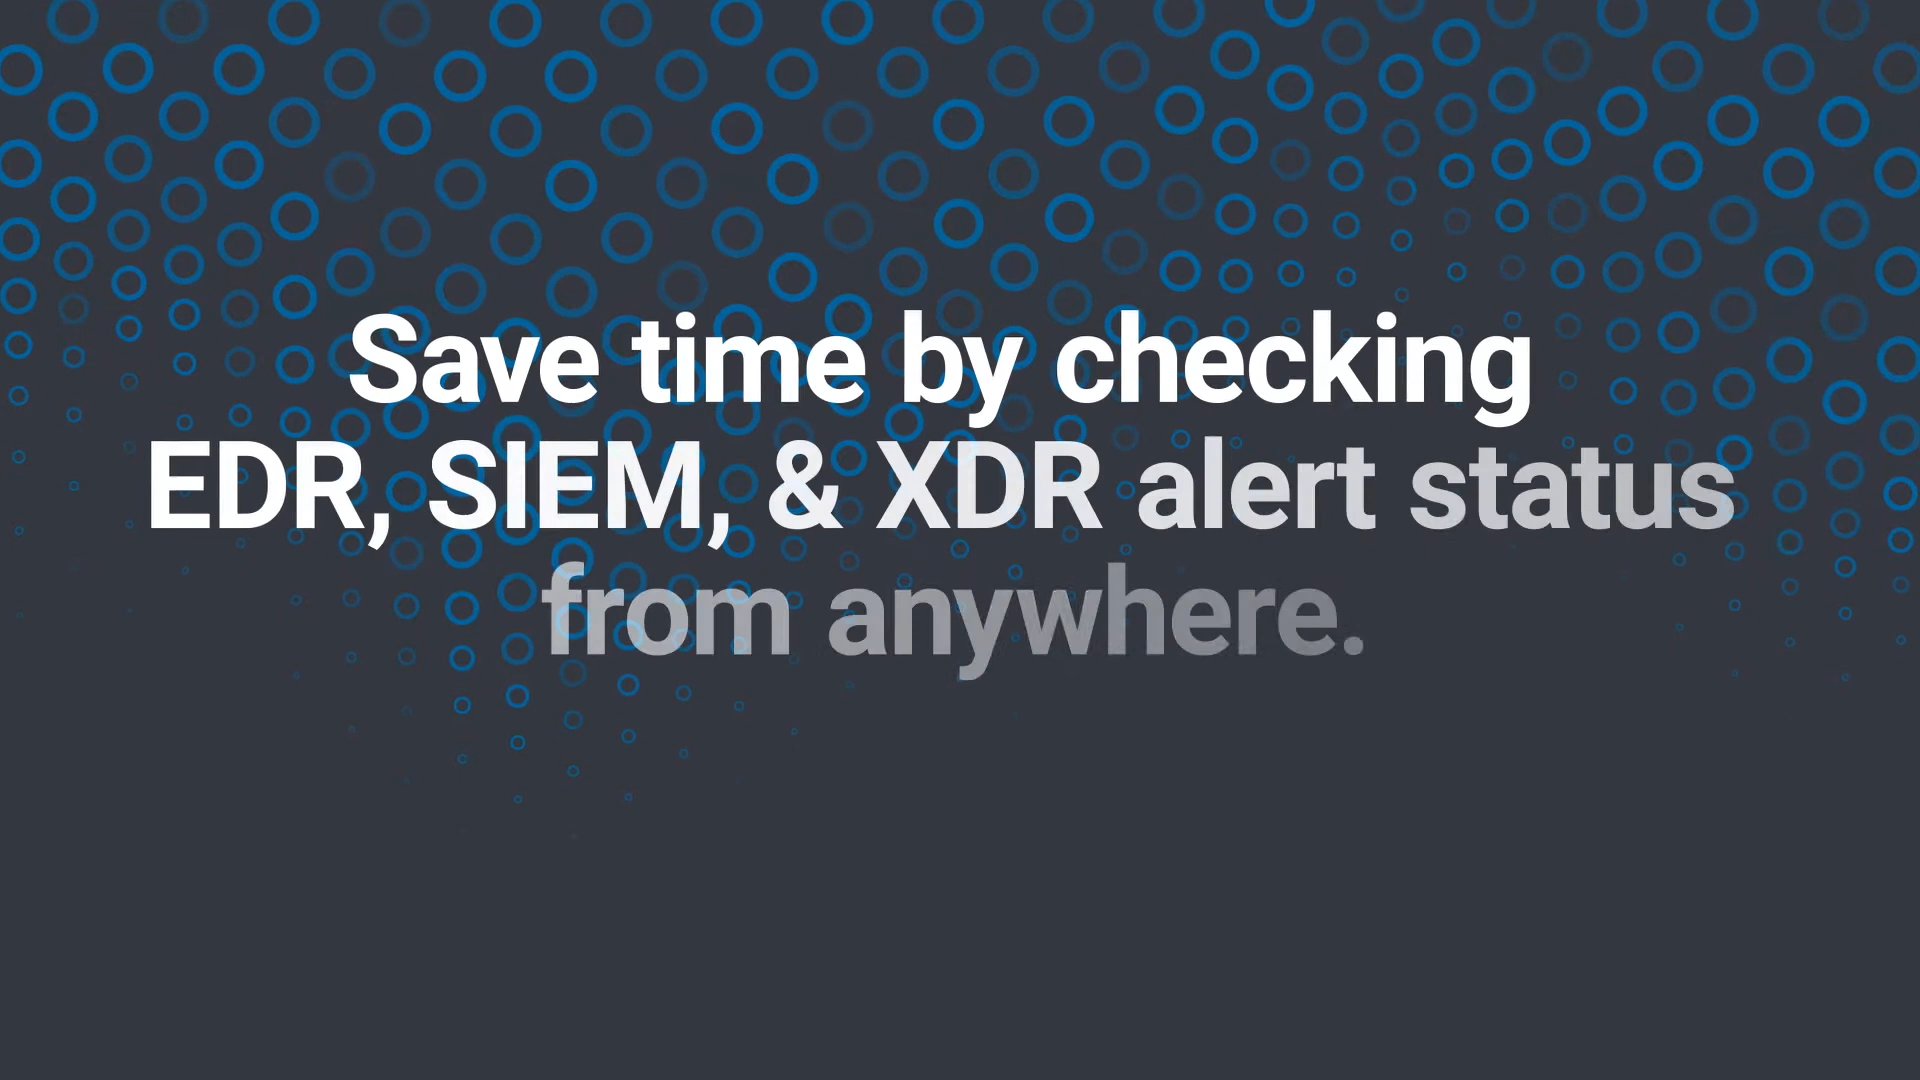 Save time by checking
EDR, SIEM, & XDR alert status
from anywhere.